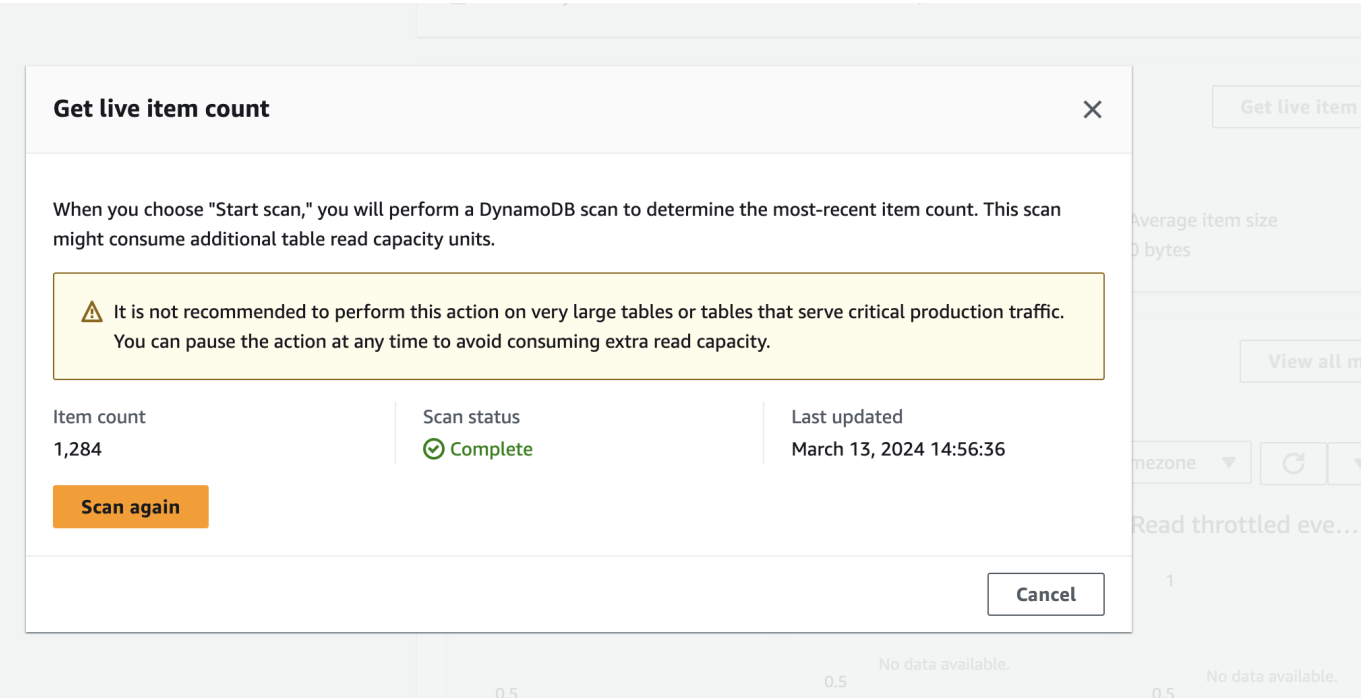 Get live item count
Get live item
When you choose "Start scan," you will perform a DynamoDB scan to determine the most-recent item count. This scan
might consume additional table read capacity units.
Average item size
0 bytes
It is not recommended to perform this action on very large tables or tables that serve critical production traffic.
You can pause the action at any time to avoid consuming extra read capacity.
View all m
Item count
Scan status
Last updated
1,284
Complete
March 13, 2024 14:56:36
mezone
Scan again
Read throttled eve...
1
Cancel
No data available.
No data available.
0.5
0.5
0.5